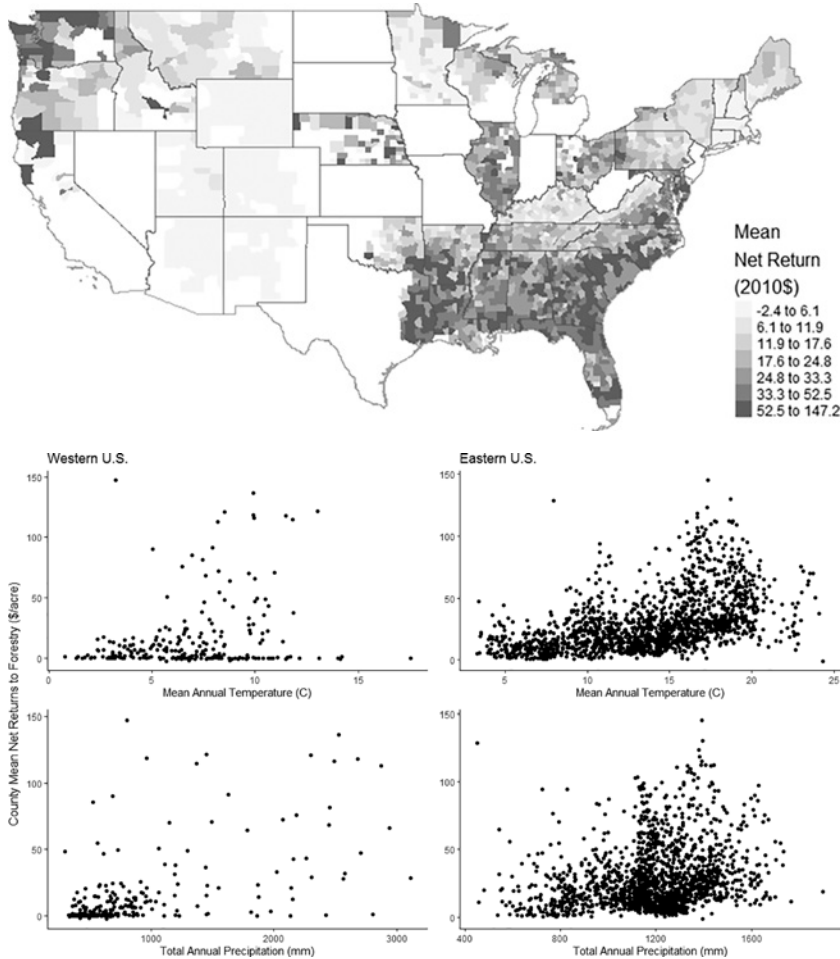 Mean
Net Return
(2010$)
-2.4 to 6.1
6.1 to 11.9
11.9 to 17.6
17.6 to 24.8
24.8 to 33.3
33.3 to 52.5
52.5 to 147.2
County Mean Net Returns to Forestry ($/acre)
Western U.S.
150
100
50
0
0
5
10
15
Mean Annual Temperature (C)
Eastern U.S.
150
100
50
0
5
10
15
20
25
Mean Annual Temperature (C)
150
100
50
0
1000
2000
3000
Total Annual Precipitation (mm)
150
100
50
0
400
800
1200
1600
Total Annual Precipitation (mm)